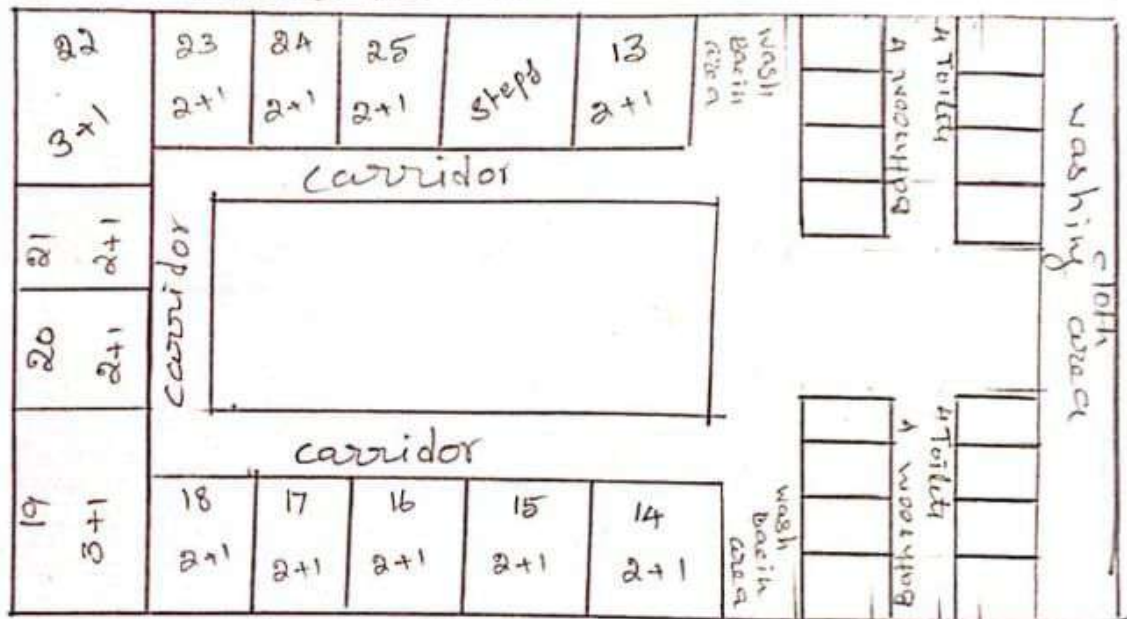 22
3+1
23
2+1
24
2+1
25
2+1
Steps
13
2+1
wash
Bacin
area
4 Bathroom
4 Toilets
washing area
cloth
carridor
21
2+1
carridor
20
2+1
carridor
19
3+1
18
2+1
17
2+1
16
2+1
15
2+1
14
2+1
wash
Bacin
area
4 Bathroom
4 Toilets